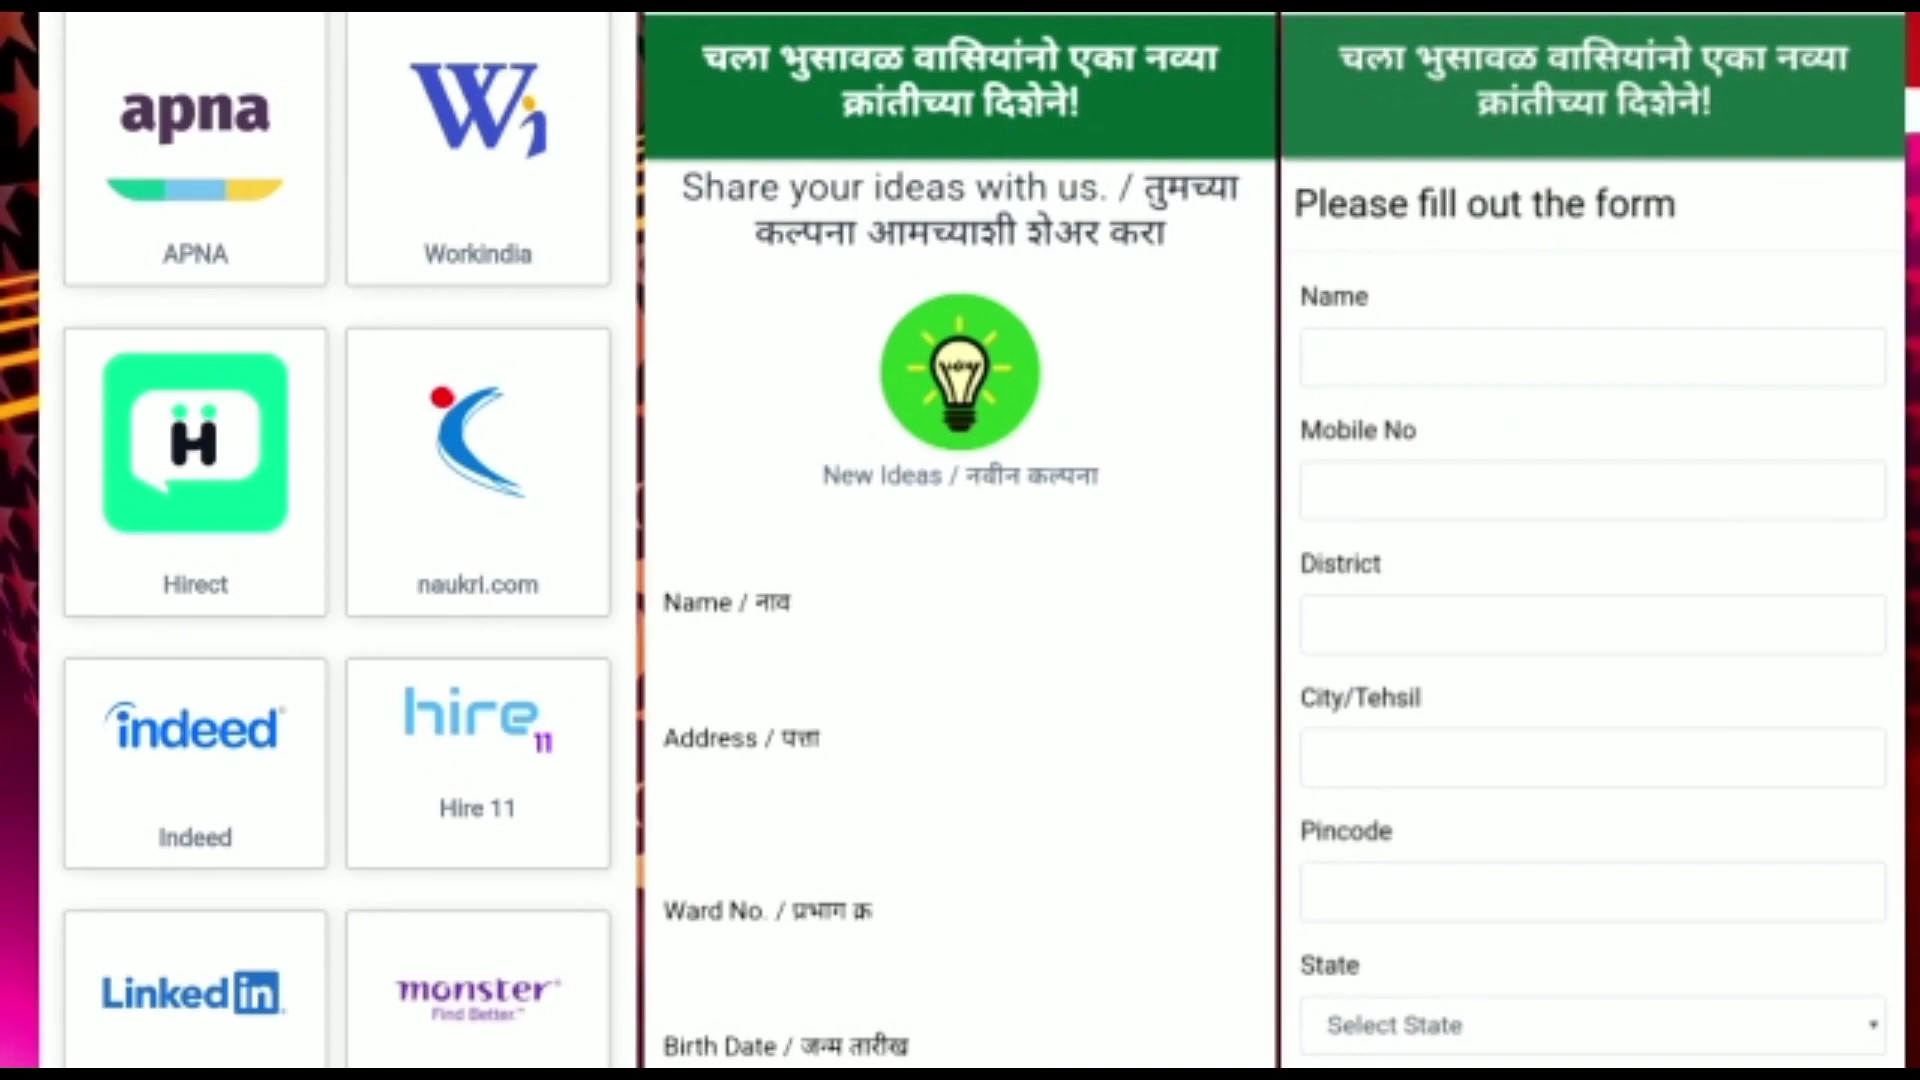 apna
APNA
Wi
Workindia
H
Hirect
naukri.com
indeed
Indeed
hire 11
Hire 11
Linked in
monster
Find Better™
चला भुसावळ वासियांनो एका नव्या
क्रांतीच्या दिशेने!
Share your ideas with us. / तुमच्या
कल्पना आमच्याशी शेअर करा
New Ideas / नवीन कल्पना
Name / नाव
Address / पत्ता
Ward No. / प्रभाग क्र
Birth Date / जन्म तारीख
चला भुसावळ वासियांनो एका नव्या
क्रांतीच्या दिशेने!
Please fill out the form
Name
Mobile No
District
City/Tehsil
Pincode
State
Select State